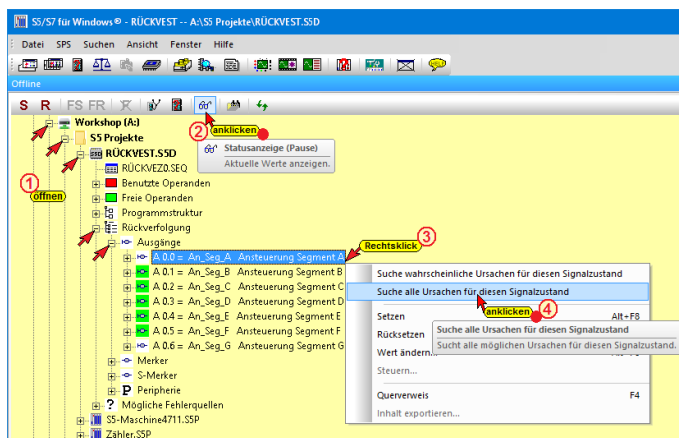 S5/S7 für Windows® - RÜCKVEST -- A:\S5 Projekte\RÜCKVEST.S5D
Datei SPS Suchen Ansicht Fenster Hilfe
Offline
S R FS FR
Workshop (A:)
2 anklicken
S5 Projekte
Statusanzeige (Pause)
RÜCKVEST.S5D
Aktuelle Werte anzeigen.
RÜCKVEZ0.SEQ
1
Benutzte Operanden
öffnen
Freie Operanden
Programmstruktur
Rückverfolgung
3
Ausgänge
Rechtsklick
A 0.0 = An_Seg_A Ansteuerung Segment A
A 0.1 = An_Seg_B Ansteuerung Segment B
Suche wahrscheinliche Ursachen für diesen Signalzustand
A 0.2 = An_Seg_C Ansteuerung Segment C
Suche alle Ursachen für diesen Signalzustand
A 0.3 = An_Seg_D Ansteuerung Segment D
anklicken 4
A 0.4 = An_Seg_E Ansteuerung Segment E
Setzen Alt+F8
A 0.5 = An_Seg_F Ansteuerung Segment F
Rücksetzen
Suche alle Ursachen für diesen Signalzustand
A 0.6 = An_Seg_G Ansteuerung Segment G
Wert ändern...
Sucht alle möglichen Ursachen für diesen Signalzustand.
Merker
Steuern...
S-Merker
P Peripherie
Querverweis F4
? Mögliche Fehlerquellen
Inhalt exportieren...
S5-Maschine4711.S5P
Zähler.S5P